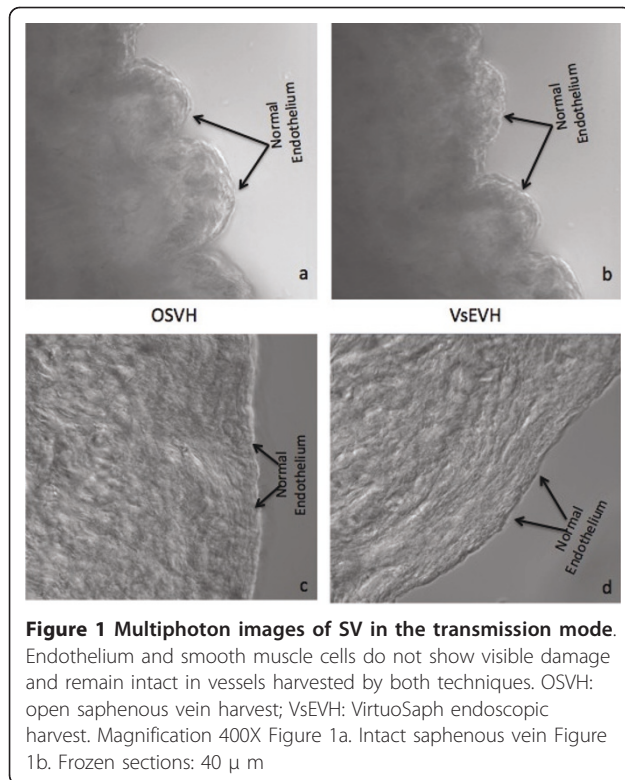 Normal
Endothelium
a
Normal
Endothelium
b
OSVH
VsEVH
Normal
Endothelium
c
Normal
Endothelium
d
Figure 1 Multiphoton images of SV in the transmission mode.
Endothelium and smooth muscle cells do not show visible damage
and remain intact in vessels harvested by both techniques. OSVH:
open saphenous vein harvest; VsEVH: VirtuoSaph endoscopic
harvest. Magnification 400X Figure 1a. Intact saphenous vein Figure
1b. Frozen sections: 40 μ m